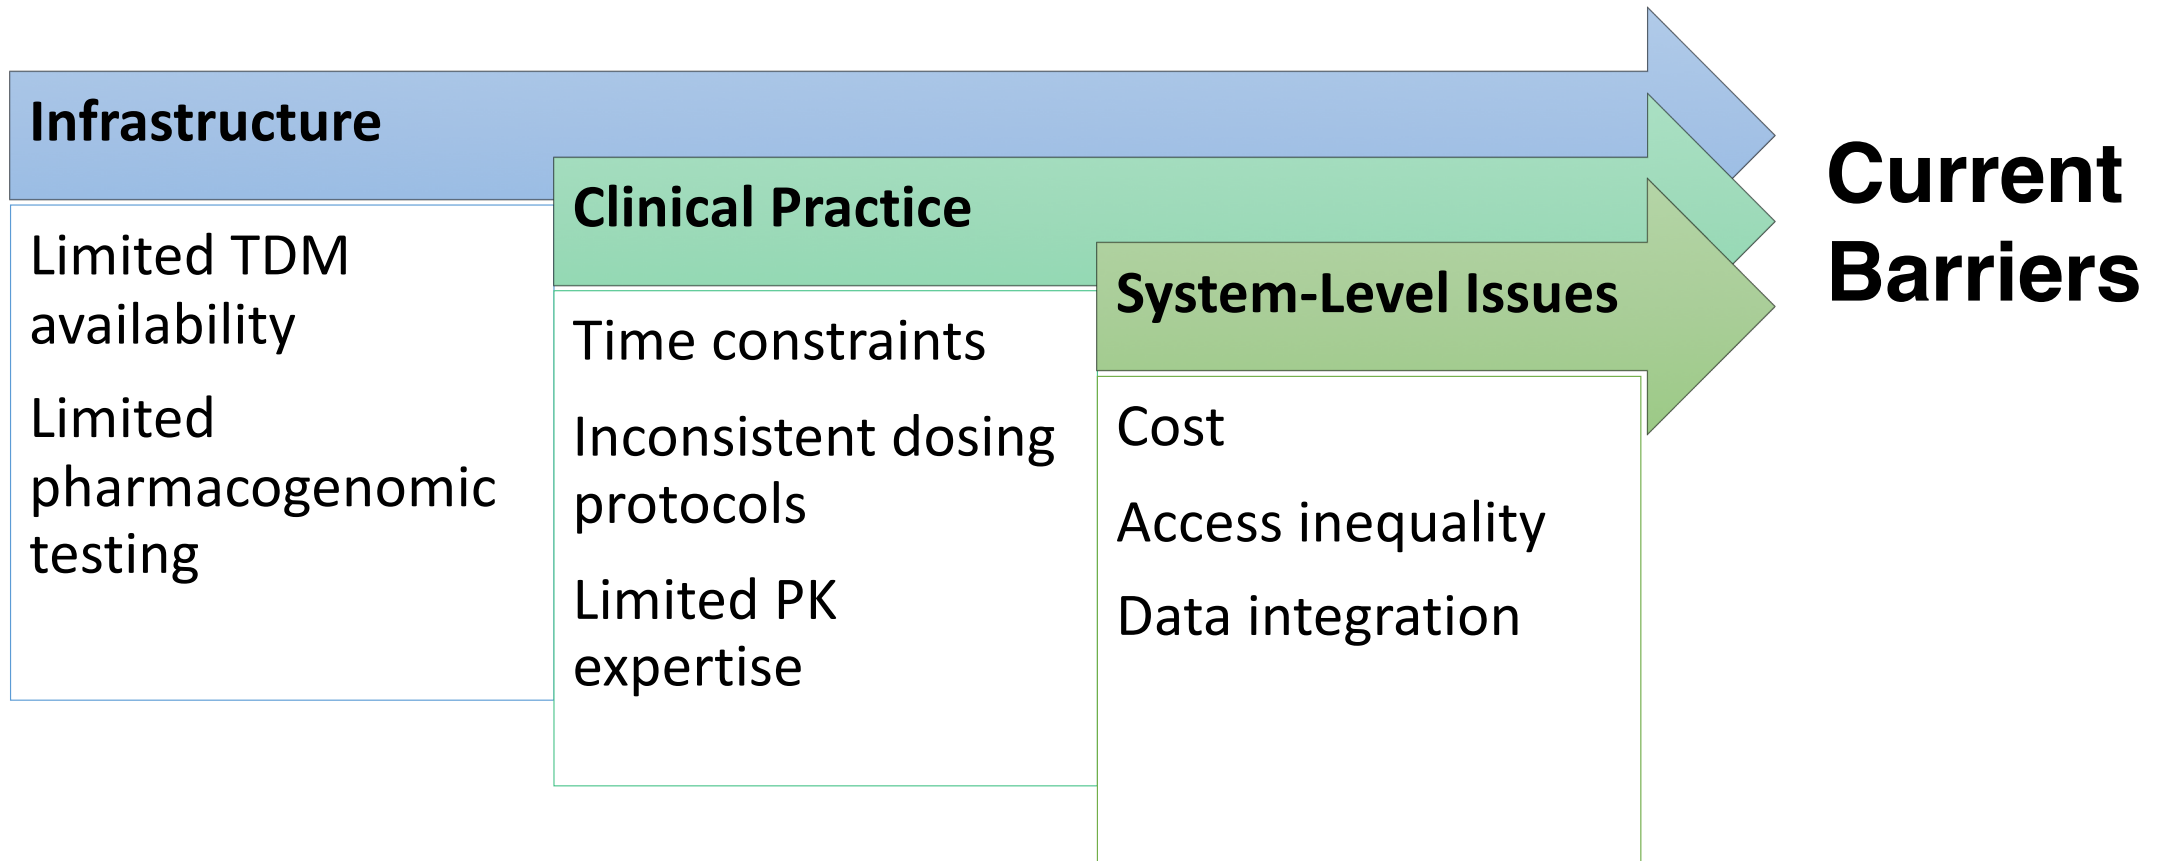 Infrastructure
Limited TDM
availability
Limited
pharmacogenomic
testing
Clinical Practice
Time constraints
Inconsistent dosing
protocols
Limited PK
expertise
System-Level Issues
Cost
Access inequality
Data integration
Current
Barriers